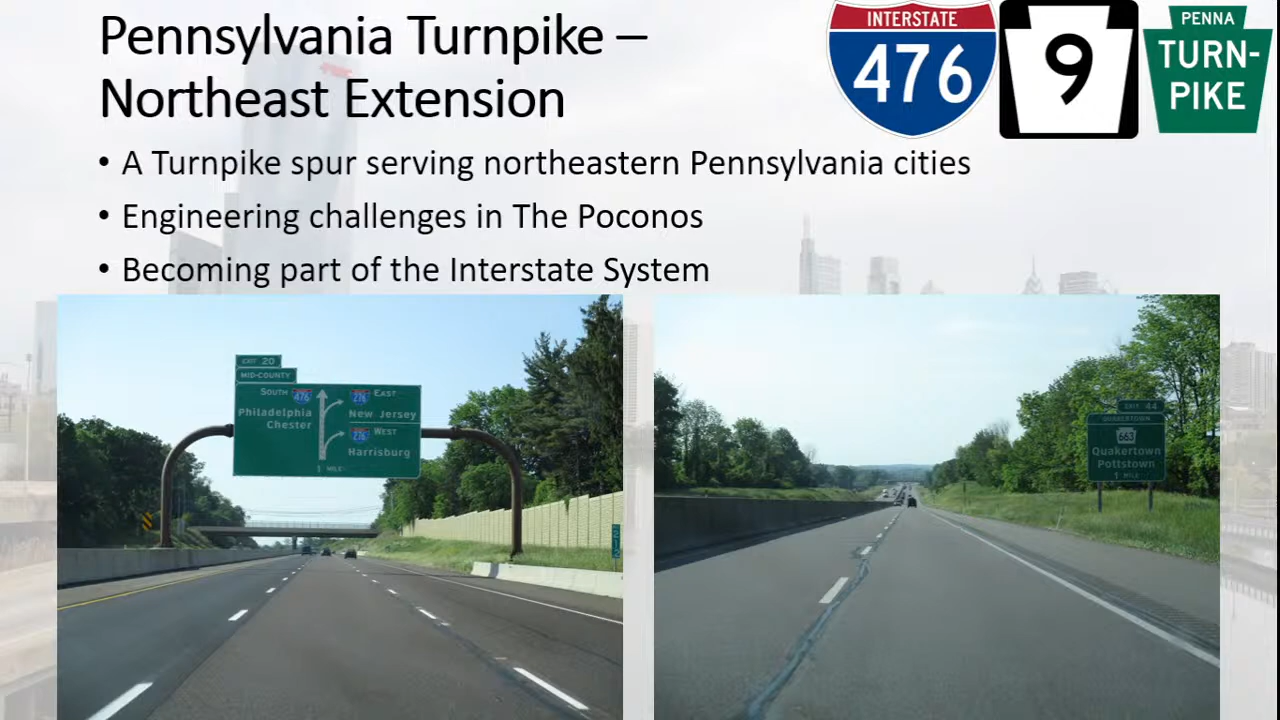 Pennsylvania Turnpike –
Northeast Extension
INTERSTATE
476
9
PENNA
TURN-
PIKE
• A Turnpike spur serving northeastern Pennsylvania cities
• Engineering challenges in The Poconos
• Becoming part of the Interstate System
EXIT 20
MID-COUNTY
SOUTH 476
Philadelphia
Chester
276 EAST
New Jersey
276 WEST
Harrisburg
1 MILE
EXIT 44
QUAKERTOWN
663
Quakertown
Pottstown
1 MILE